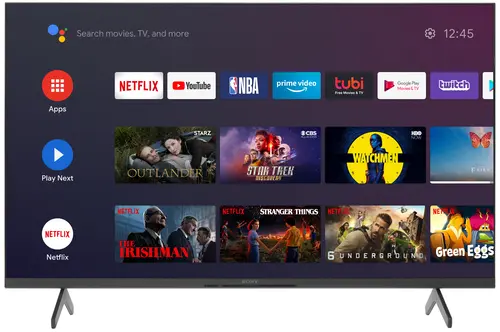 Search movies, TV, and more
12:45
Apps
NETFLIX
YouTube
NBA
prime video
tubi
Free Movies & TV
Google Play
Movies & TV
twitch
Play Next
STARZ
OUTLANDER
CBS
STAR TREK
DISCOVERY
HBO
NOW
WATCHMEN
NETFLIX
Netflix
NETFLIX
THE
IRISHMAN
NETFLIX
STRANGER THINGS
NETFLIX
6 UNDERGROUND
NETFLIX
Green Eggs
SONY